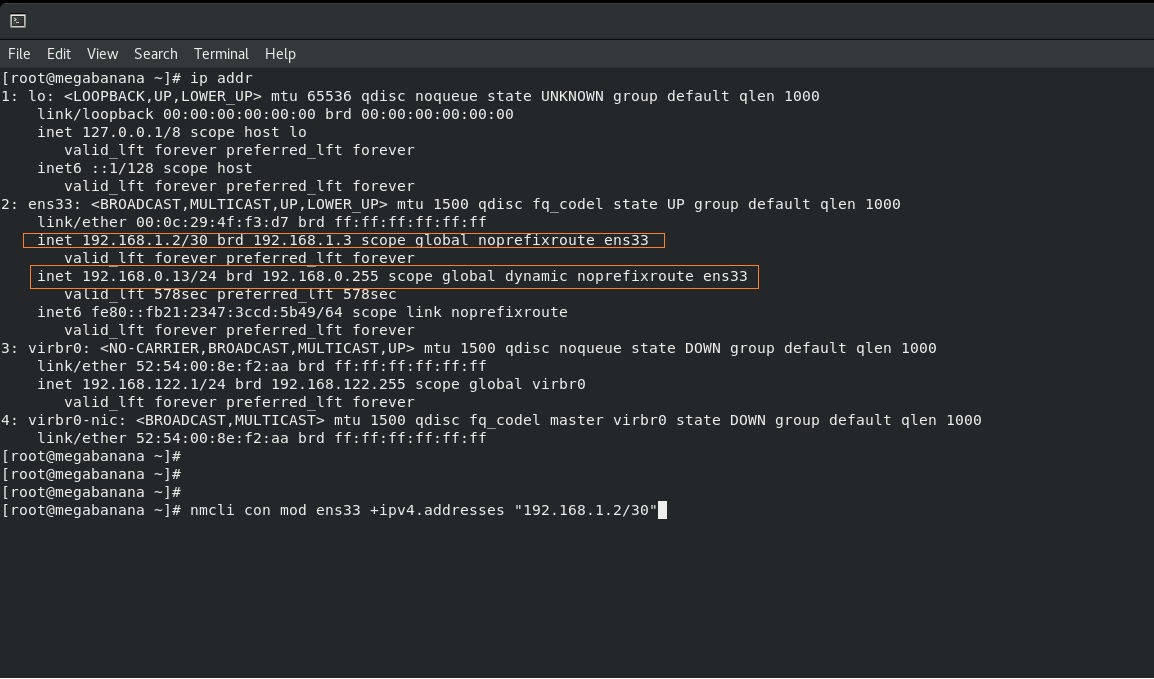 File Edit View Search Terminal Help
[root@megabanana ~]# ip addr
1: lo: <LOOPBACK,UP,LOWER_UP> mtu 65536 qdisc noqueue state UNKNOWN group default qlen 1000
    link/loopback 00:00:00:00:00:00 brd 00:00:00:00:00:00
    inet 127.0.0.1/8 scope host lo
       valid_lft forever preferred_lft forever
    inet6 ::1/128 scope host
       valid_lft forever preferred_lft forever
2: ens33: <BROADCAST,MULTICAST,UP,LOWER_UP> mtu 1500 qdisc fq_codel state UP group default qlen 1000
    link/ether 00:0c:29:4f:f3:d7 brd ff:ff:ff:ff:ff:ff
    inet 192.168.1.2/30 brd 192.168.1.3 scope global noprefixroute ens33
       valid_lft forever preferred_lft forever
    inet 192.168.0.13/24 brd 192.168.0.255 scope global dynamic noprefixroute ens33
       valid_lft 578sec preferred_lft 578sec
    inet6 fe80::fb21:2347:3ccd:5b49/64 scope link noprefixroute
       valid_lft forever preferred_lft forever
3: virbr0: <NO-CARRIER,BROADCAST,MULTICAST,UP> mtu 1500 qdisc noqueue state DOWN group default qlen 1000
    link/ether 52:54:00:8e:f2:aa brd ff:ff:ff:ff:ff:ff
    inet 192.168.122.1/24 brd 192.168.122.255 scope global virbr0
       valid_lft forever preferred_lft forever
4: virbr0-nic: <BROADCAST,MULTICAST> mtu 1500 qdisc fq_codel master virbr0 state DOWN group default qlen 1000
    link/ether 52:54:00:8e:f2:aa brd ff:ff:ff:ff:ff:ff
[root@megabanana ~]#
[root@megabanana ~]#
[root@megabanana ~]#
[root@megabanana ~]# nmcli con mod ens33 +ipv4.addresses "192.168.1.2/30"